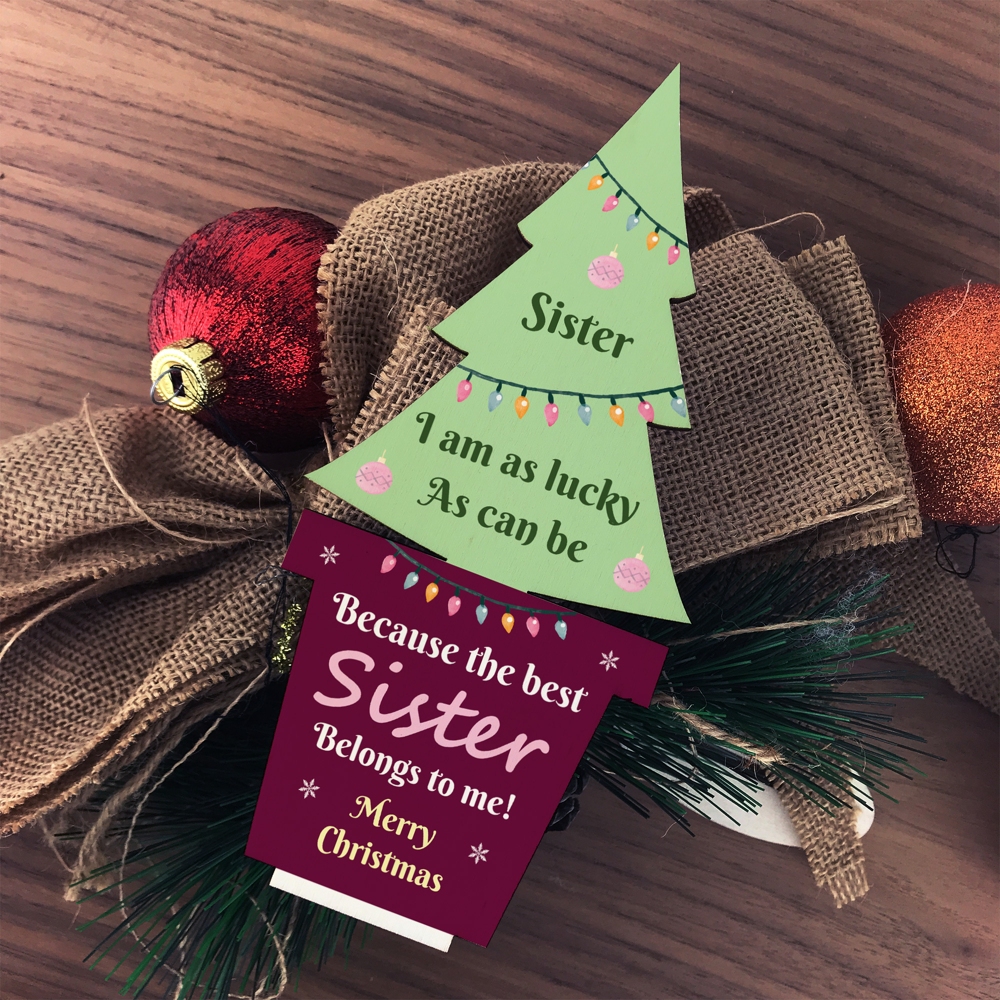 Sister
I am as lucky
As can be
Because the best
Sister
Belongs to me!
Merry
Christmas